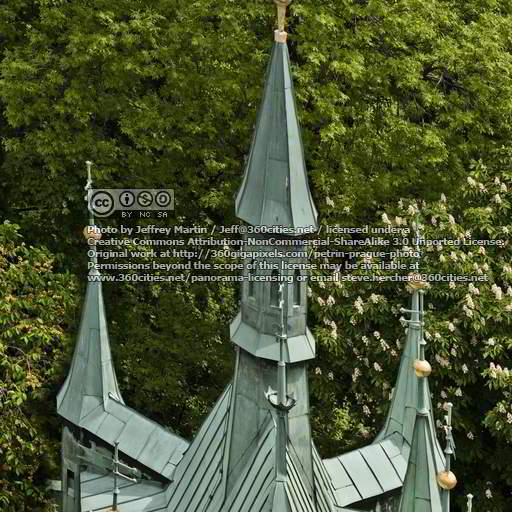 cc
BY NC SA
Photo by Jeffrey Martin / Jeff@360cities.net / licensed under a
Creative Commons Attribution-NonCommercial-ShareAlike 3.0 Unported License.
Original work at http://360gigapixels.com/petrin-prague-photo
Permissions beyond the scope of this license may be available at
www.360cities.net/panorama-licensing or email steve.hercher@360cities.net